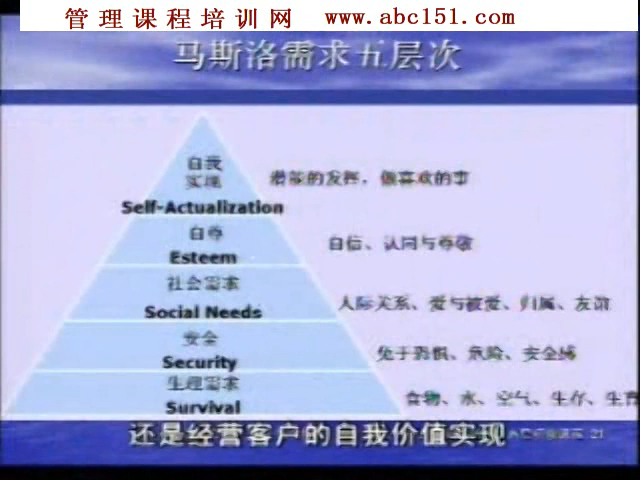 管理课程培训网 www.abc151.com
马斯洛需求五层次
自我
实现
潜能的发挥，做喜欢的事
Self-Actualization
自尊
自信、认同与尊敬
Esteem
社会需求
人际关系、爱与被爱、归属、友谊
Social Needs
安全
免于恐惧、危险、安全感
Security
生理需求
食物、水、空气、生存、生育
Survival
还是经营客户的自我价值实现
21